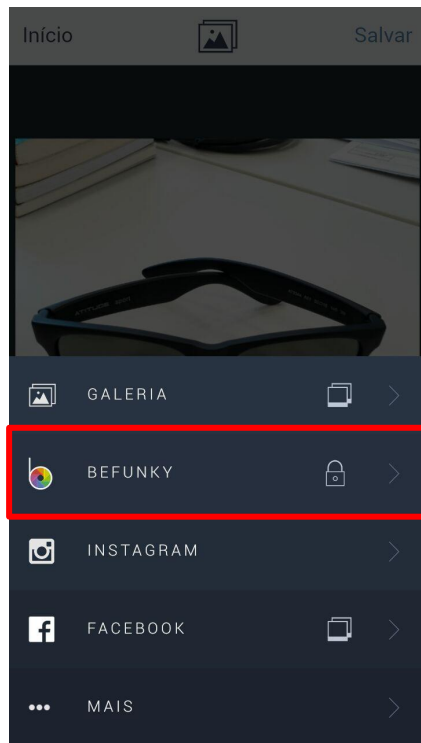 Início
Salvar
GALERIA
BEFUNKY
INSTAGRAM
FACEBOOK
MAIS